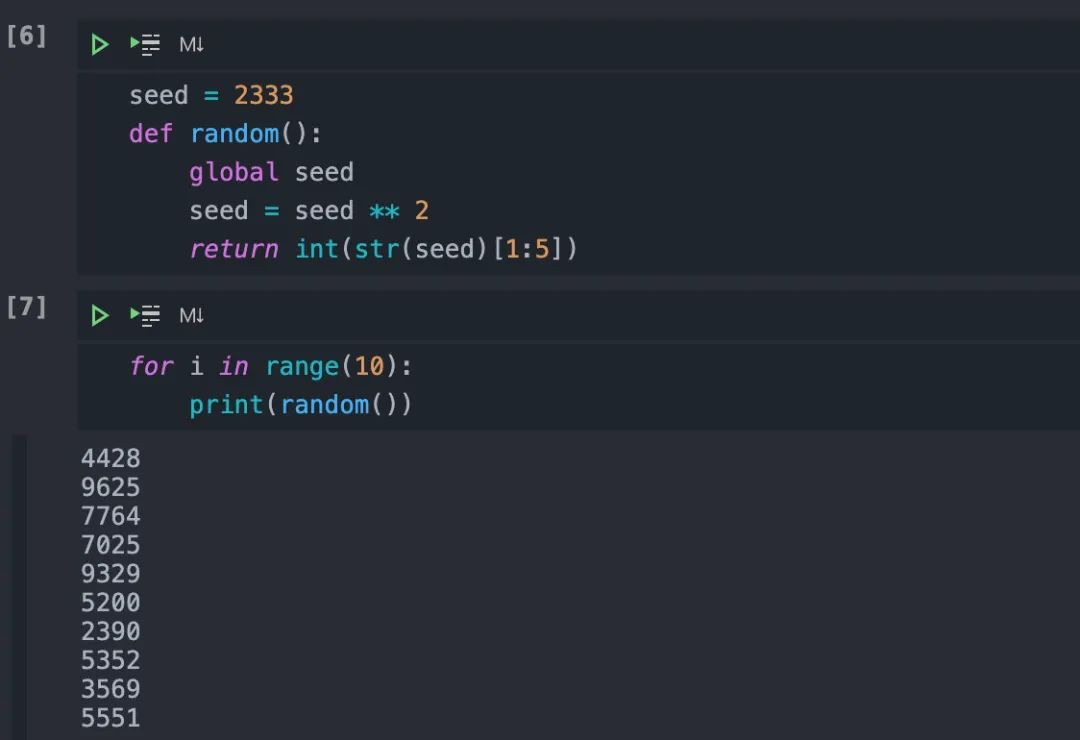 [6]
M↓
seed = 2333
def random():
    global seed
    seed = seed ** 2
    return int(str(seed)[1:5])
[7]
M↓
for i in range(10):
    print(random())
4428
9625
7764
7025
9329
5200
2390
5352
3569
5551